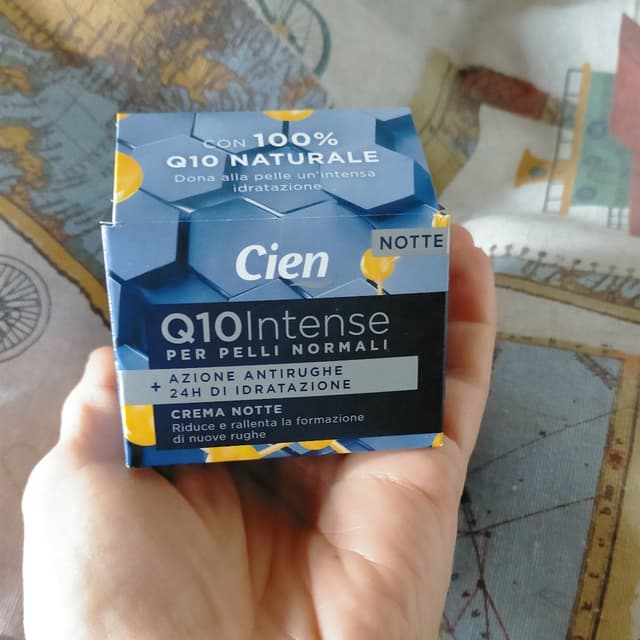 CON 100%
Q10 NATURALE
Dona alla pelle un'intensa
idratazione
NOTTE
Cien
Q10Intense
PER PELLI NORMALI
+ AZIONE ANTIRUGHE
24H DI IDRATAZIONE
CREMA NOTTE
Riduce e rallenta la formazione
di nuove rughe